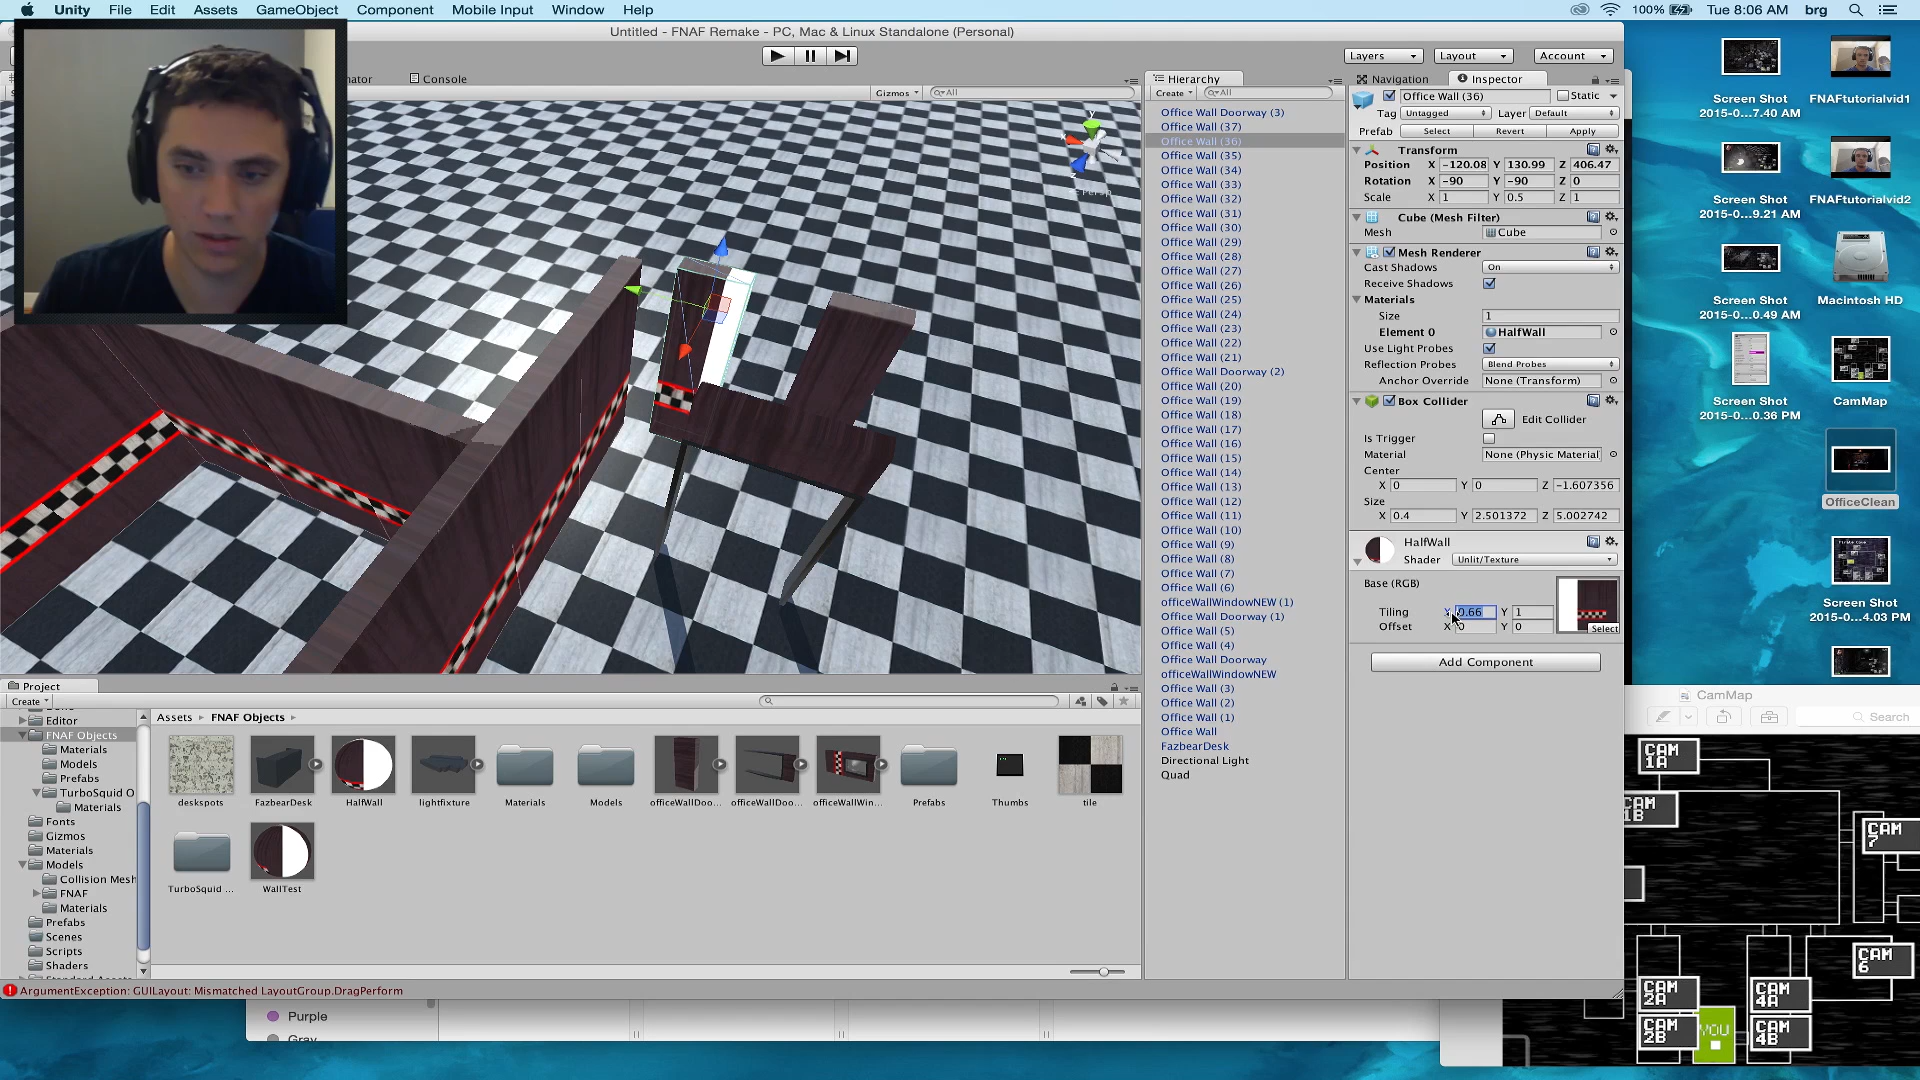 Unity File Edit Assets GameObject Component Mobile Input Window Help
100% Tue 8:06 AM brg
Untitled - FNAF Remake - PC, Mac & Linux Standalone (Personal)
Layers Layout Account
Console
Gizmos All
Persp
Hierarchy
Create All
Office Wall Doorway (3)
Office Wall (37)
Office Wall (36)
Office Wall (35)
Office Wall (34)
Office Wall (33)
Office Wall (32)
Office Wall (31)
Office Wall (30)
Office Wall (29)
Office Wall (28)
Office Wall (27)
Office Wall (26)
Office Wall (25)
Office Wall (24)
Office Wall (23)
Office Wall (22)
Office Wall (21)
Office Wall Doorway (2)
Office Wall (20)
Office Wall (19)
Office Wall (18)
Office Wall (17)
Office Wall (16)
Office Wall (15)
Office Wall (14)
Office Wall (13)
Office Wall (12)
Office Wall (11)
Office Wall (10)
Office Wall (9)
Office Wall (8)
Office Wall (7)
Office Wall (6)
officeWallWindowNEW (1)
Office Wall Doorway (1)
Office Wall (5)
Office Wall (4)
Office Wall Doorway
officeWallWindowNEW
Office Wall (3)
Office Wall (2)
Office Wall (1)
Office Wall
FazbearDesk
Directional Light
Quad
Navigation Inspector
Office Wall (36) Static
Tag Untagged Layer Default
Prefab Select Revert Apply
Transform
Position X -120.08 Y 130.99 Z 406.47
Rotation X -90 Y -90 Z 0
Scale X 1 Y 0.5 Z 1
Cube (Mesh Filter)
Mesh Cube
Mesh Renderer
Cast Shadows On
Receive Shadows
Materials
Size 1
Element 0 HalfWall
Use Light Probes
Reflection Probes Blend Probes
Anchor Override None (Transform)
Box Collider
Edit Collider
Is Trigger
Material None (Physic Material
Center
X 0 Y 0 Z -1.607356
Size
X 0.4 Y 2.501372 Z 5.002742
HalfWall
Shader Unlit/Texture
Base (RGB)
Tiling X 0.66 Y 1
Offset X 0 Y 0
Select
Add Component
Project
Create
Editor
FNAF Objects
Materials
Models
Prefabs
TurboSquid O
Materials
Fonts
Gizmos
Materials
Models
Collision Mesh
FNAF
Materials
Prefabs
Scenes
Scripts
Shaders
Assets FNAF Objects
deskspots FazbearDesk HalfWall lightfixture Materials Models officeWallDoo... officeWallDoo... officeWallWin... Prefabs Thumbs tile
TurboSquid ... WallTest
ArgumentException: GUILayout: Mismatched LayoutGroup.DragPerform
Purple
Gray
Screen Shot
2015-0...7.40 AM
FNAFtutorialvid1
Screen Shot
2015-0...9.21 AM
FNAFtutorialvid2
Screen Shot
2015-0...0.49 AM
Macintosh HD
Screen Shot
2015-0...0.36 PM
CamMap
OfficeClean
Screen Shot
2015-0...4.03 PM
CamMap
Search
CAM
1A
CAM
1B
CAM
7
CAM
6
CAM
2A
CAM
4A
CAM
2B
YOU
CAM
4B